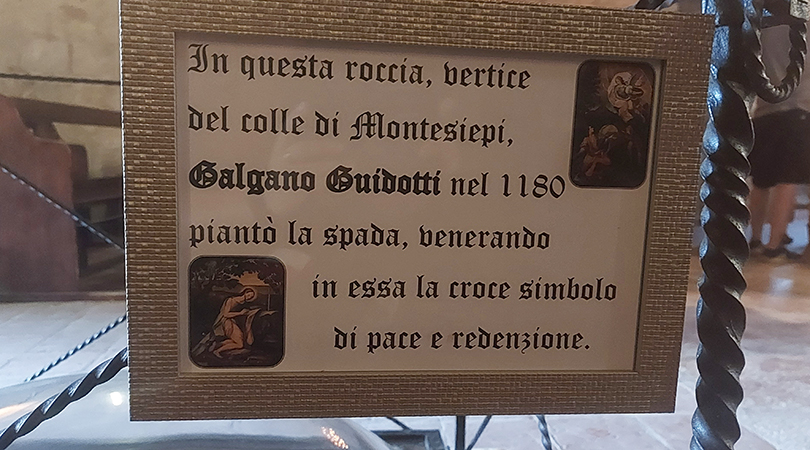 In questa roccia, vertice
del colle di Montesiepi,
Galgano Guidotti nel 1180
piantò la spada, venerando
in essa la croce simbolo
di pace e redenzione.